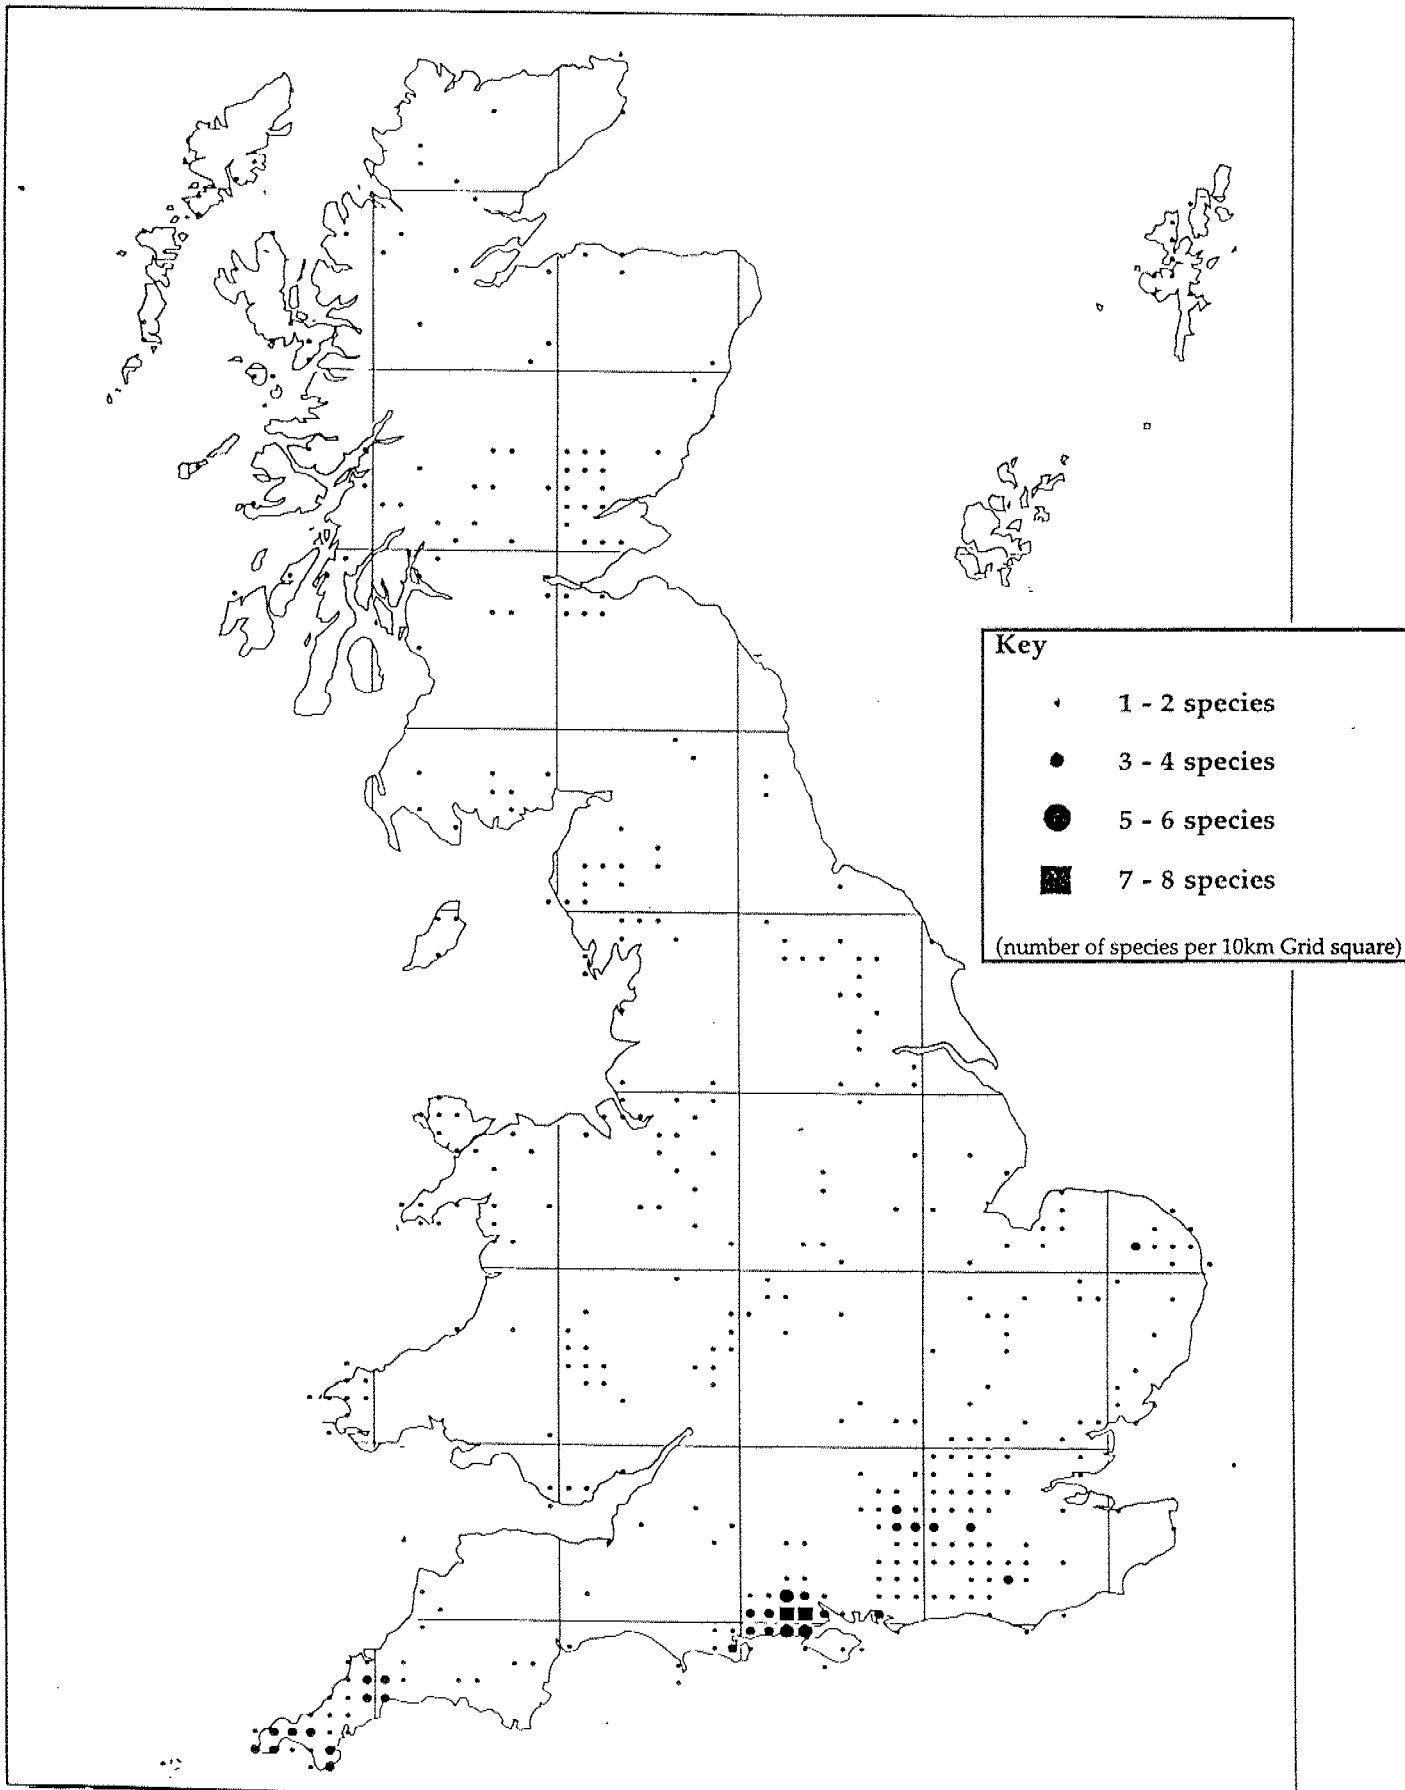 Key
1 - 2 species
3 - 4 species
5 - 6 species
7 - 8 species
(number of species per 10km Grid square)